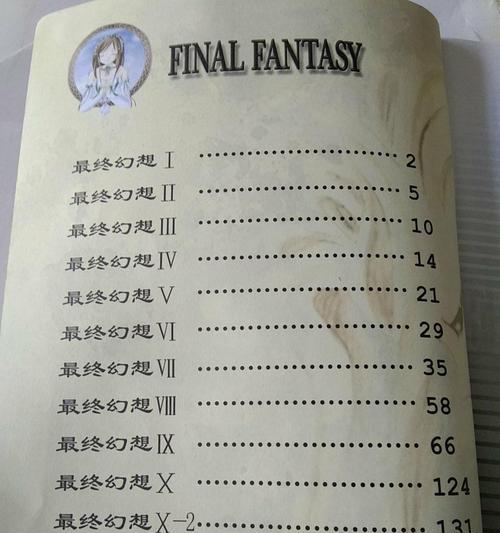 FINAL FANTASY
最终幻想Ⅰ ………………………………… 2
最终幻想Ⅱ ………………………………… 5
最终幻想Ⅲ ………………………………… 10
最终幻想Ⅳ ………………………………… 14
最终幻想Ⅴ ………………………………… 21
最终幻想Ⅵ ………………………………… 29
最终幻想Ⅶ ………………………………… 35
最终幻想Ⅷ ………………………………… 58
最终幻想Ⅸ ………………………………… 66
最终幻想Ⅹ ………………………………… 124
最终幻想Ⅹ-2………………………………… 131